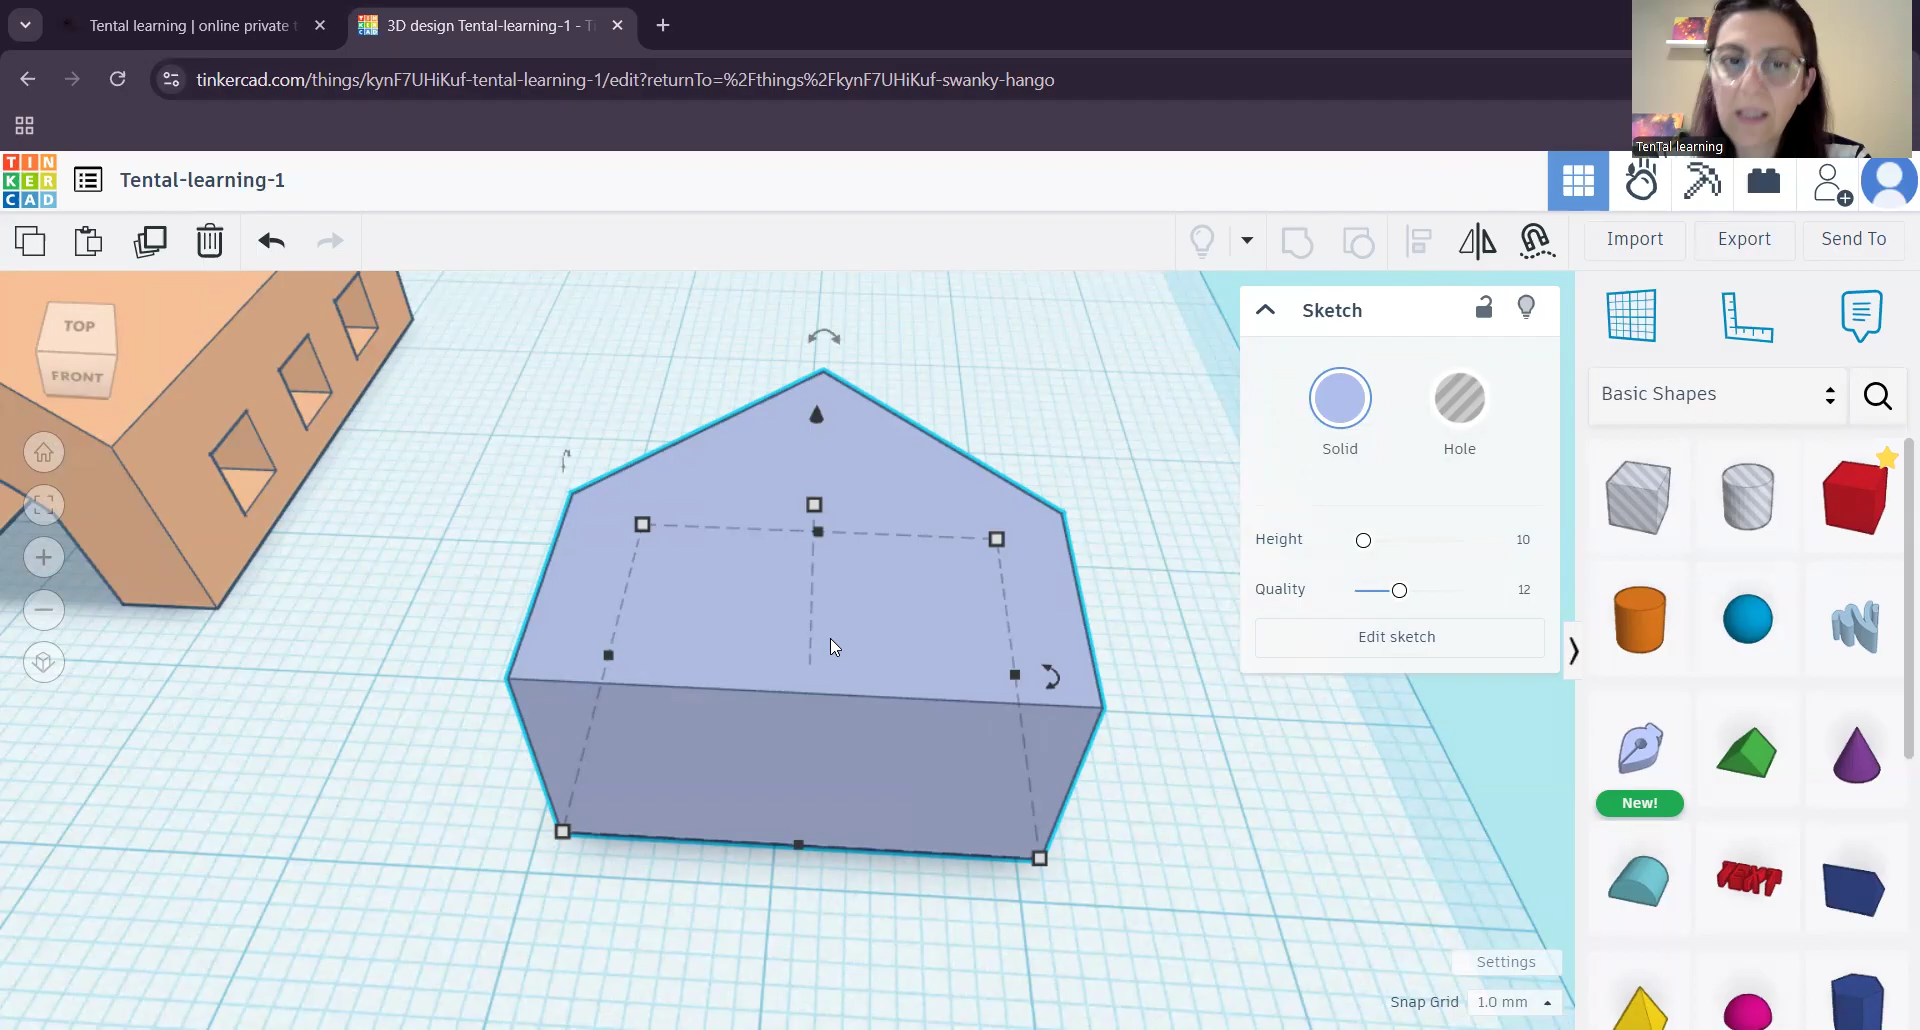 Tental learning | online private t
3D design Tental-learning-1 - T
tinkercad.com/things/kynF7UHiKuf-tental-learning-1/edit?returnTo=%2Fthings%2FkynF7UHiKuf-swanky-hango
TenTal learning
TIN
KER
CAD
Tental-learning-1
Import
Export
Send To
TOP
FRONT
Sketch
Solid
Hole
Height
10
Quality
12
Edit sketch
Basic Shapes
New!
TEXT
Settings
Snap Grid
1.0 mm